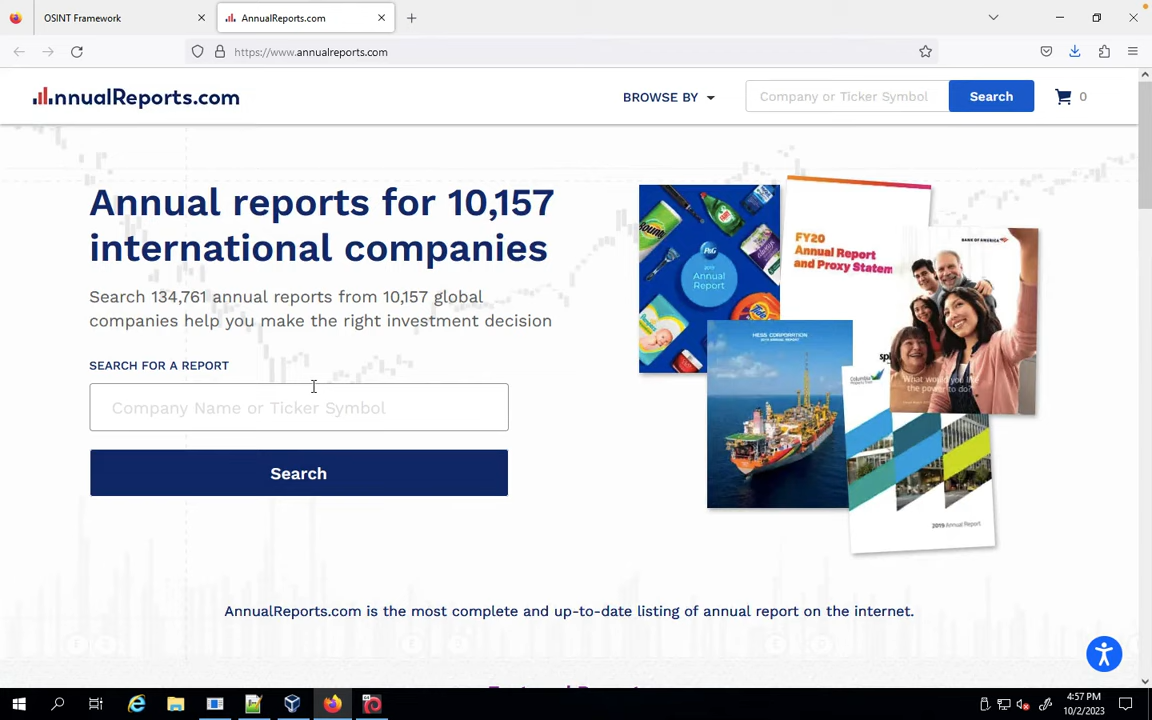 OSINT Framework
AnnualReports.com
https://www.annualreports.com
nnualReports.com
BROWSE BY
Company or Ticker Symbol
Search
0
Annual reports for 10,157
international companies
Search 134,761 annual reports from 10,157 global
companies help you make the right investment decision
SEARCH FOR A REPORT
Company Name or Ticker Symbol
Search
P&G
Annual
Report
FY20
Annual Report
and Proxy Statem
BANK OF AMERICA
HESS CORPORATION
2019 ANNUAL REPORT
Columbia
Property Trust
What would you like
the power to do?
2019 Annual Report
AnnualReports.com is the most complete and up-to-date listing of annual report on the internet.
4:57 PM
10/2/2023